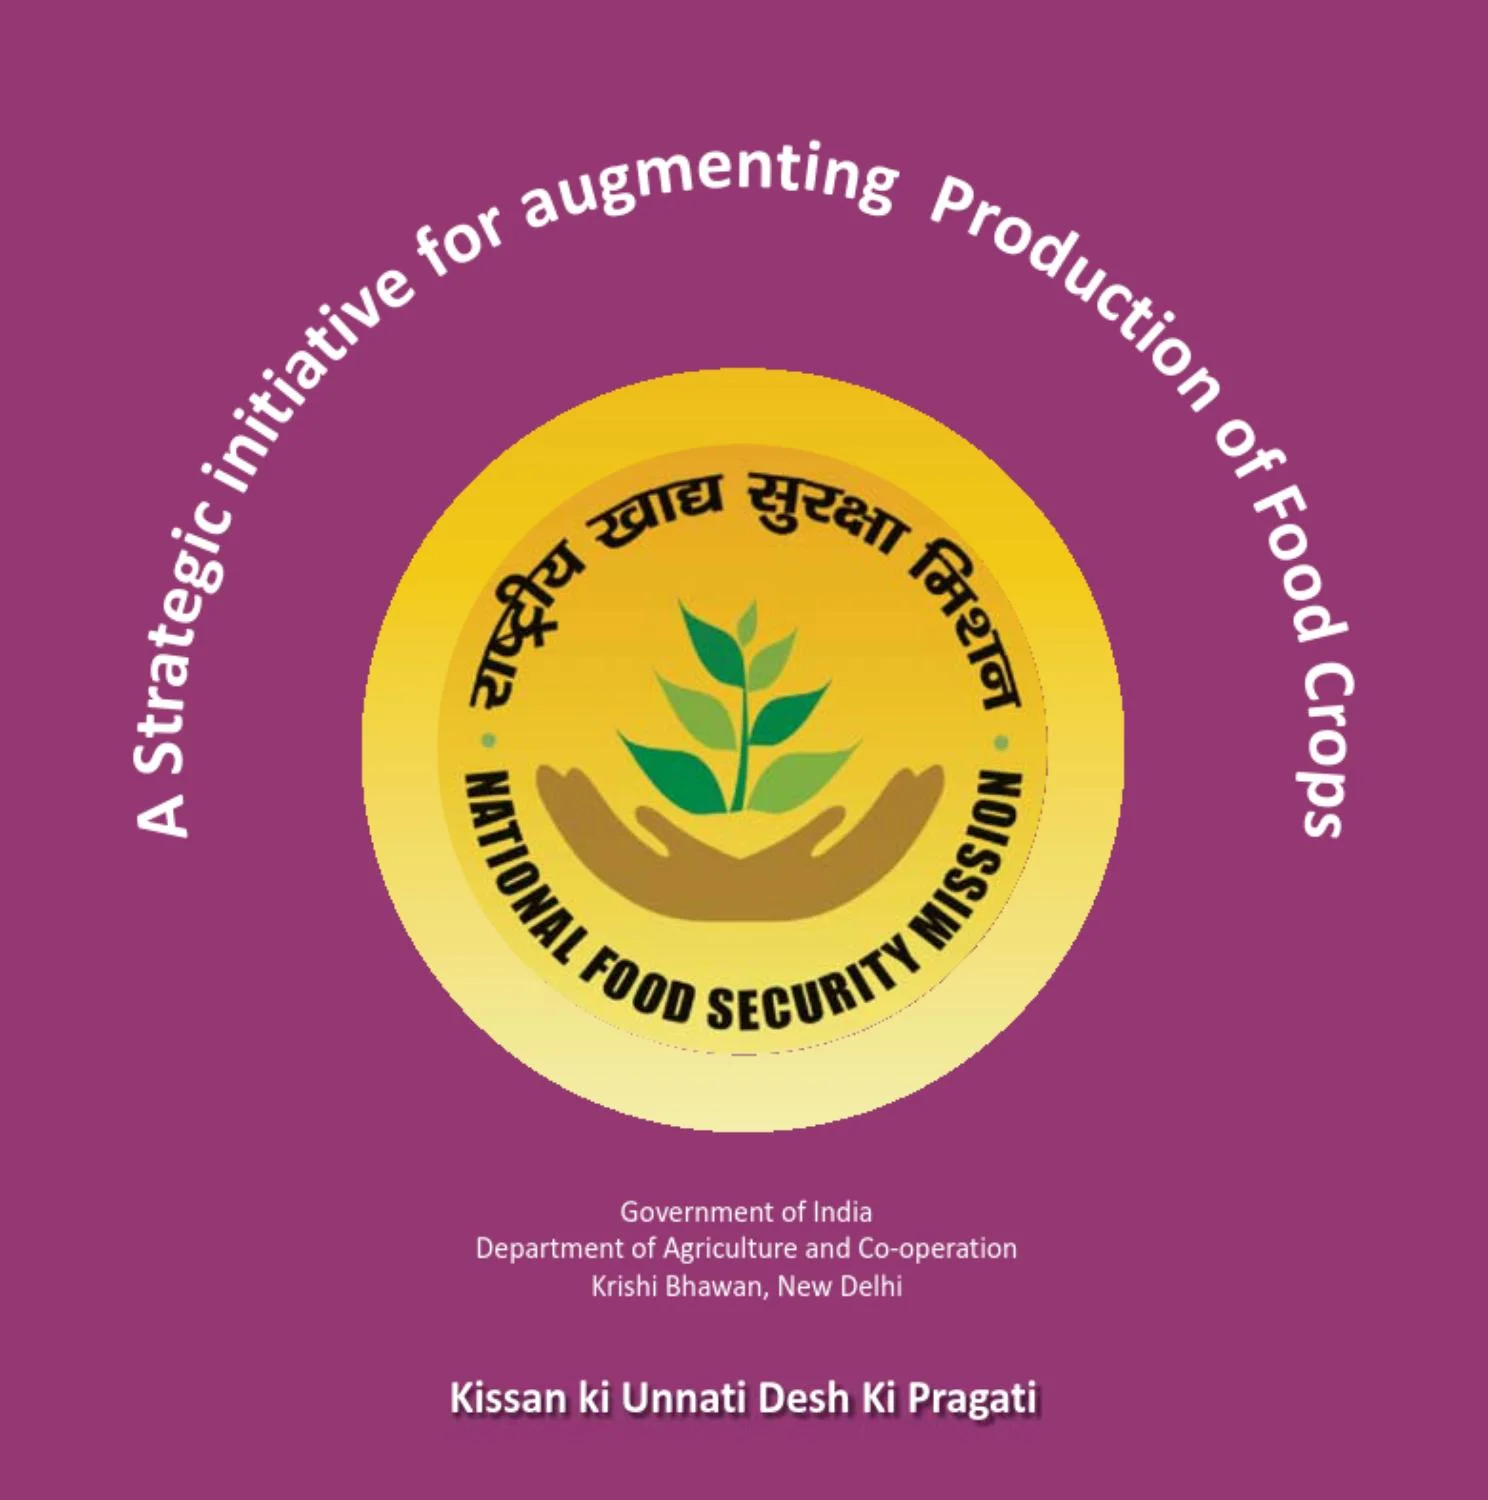 A Strategic initiative for augmenting Production of Food Crops
राष्ट्रीय खाद्य सुरक्षा मिशन
NATIONAL FOOD SECURITY MISSION
Government of India
Department of Agriculture and Co-operation
Krishi Bhawan, New Delhi
Kissan ki Unnati Desh Ki Pragati